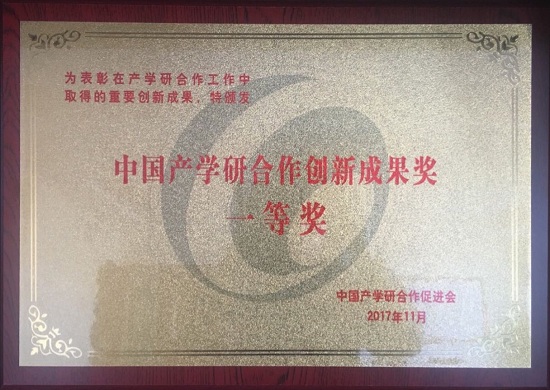 为表彰在产学研合作工作中
取得的重要创新成果，特颁发
中国产学研合作创新成果奖
一等奖
中国产学研合作促进会
2017年11月